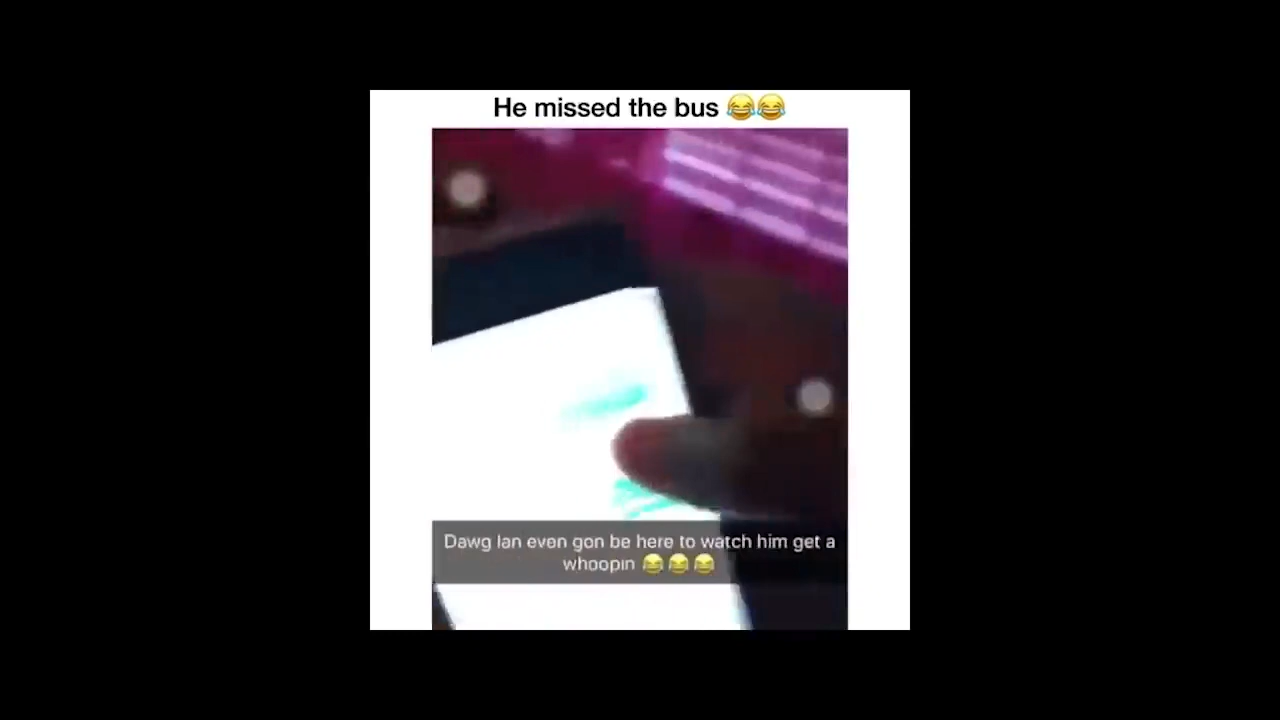 He missed the bus 😂😂
Dawg Ian even gon be here to watch him get a
whoopin 😂😂😂